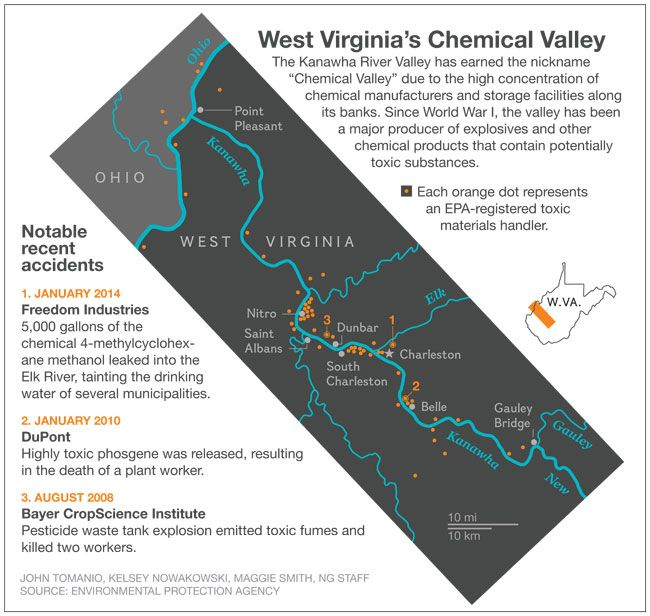 West Virginia's Chemical Valley
The Kanawha River Valley has earned the nickname
“Chemical Valley” due to the high concentration of
chemical manufacturers and storage facilities along
its banks. Since World War I, the valley has been
a major producer of explosives and other
chemical products that contain potentially
toxic substances.
Each orange dot represents
an EPA-registered toxic
materials handler.
W.VA.
Ohio
Point
Pleasant
Kanawha
OHIO
WEST VIRGINIA
Elk
Nitro
3
1
Saint
Albans
Dunbar
Charleston
South
Charleston
2
Belle
Gauley
Bridge
Gauley
Kanawha
New
10 mi
10 km
Notable
recent
accidents
1. JANUARY 2014
Freedom Industries
5,000 gallons of the
chemical 4-methylcyclohex-
ane methanol leaked into the
Elk River, tainting the drinking
water of several municipalities.
2. JANUARY 2010
DuPont
Highly toxic phosgene was released, resulting
in the death of a plant worker.
3. AUGUST 2008
Bayer CropScience Institute
Pesticide waste tank explosion emitted toxic fumes and
killed two workers.
JOHN TOMANIO, KELSEY NOWAKOWSKI, MAGGIE SMITH, NG STAFF
SOURCE: ENVIRONMENTAL PROTECTION AGENCY